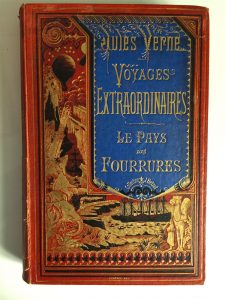 JULES VERNE
VOYAGES
EXTRAORDINAIRES
LE PAYS
DES
FOURRURES